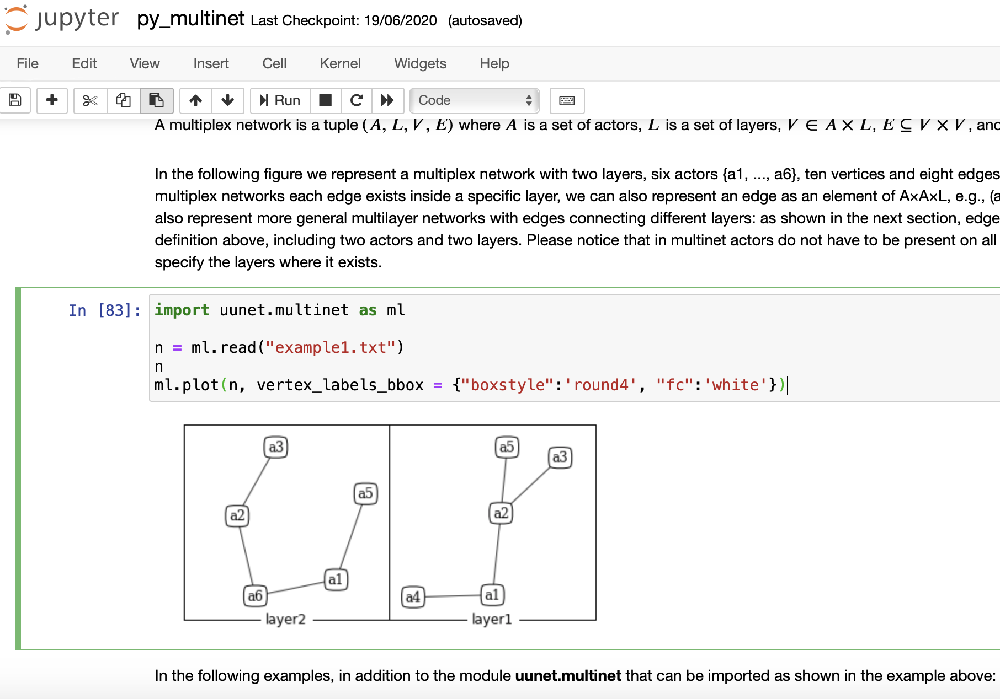 jupyter py_multinet Last Checkpoint: 19/06/2020 (autosaved)
File Edit View Insert Cell Kernel Widgets Help
Run Code
A multiplex network is a tuple (A, L, V, E) where A is a set of actors, L is a set of layers, V ∈ A × L, E ⊆ V × V, and
In the following figure we represent a multiplex network with two layers, six actors {a1, ..., a6}, ten vertices and eight edges
multiplex networks each edge exists inside a specific layer, we can also represent an edge as an element of A×A×L, e.g., (a
also represent more general multilayer networks with edges connecting different layers: as shown in the next section, edge
definition above, including two actors and two layers. Please notice that in multinet actors do not have to be present on all
specify the layers where it exists.
In [83]: import uunet.multinet as ml
n = ml.read("example1.txt")
n
ml.plot(n, vertex_labels_bbox = {"boxstyle":'round4', "fc":'white'})
a3
a5
a2
a1
a6
layer2
a5
a3
a2
a4
a1
layer1
In the following examples, in addition to the module uunet.multinet that can be imported as shown in the example above: